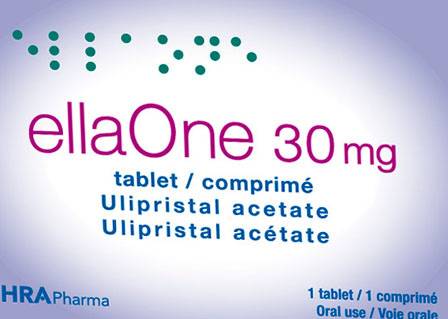 ellaOne 30 mg
tablet / comprimé
Ulipristal acetate
Ulipristal acétate
HRA Pharma
1 tablet / 1 comprimé
Oral use / Voie orale